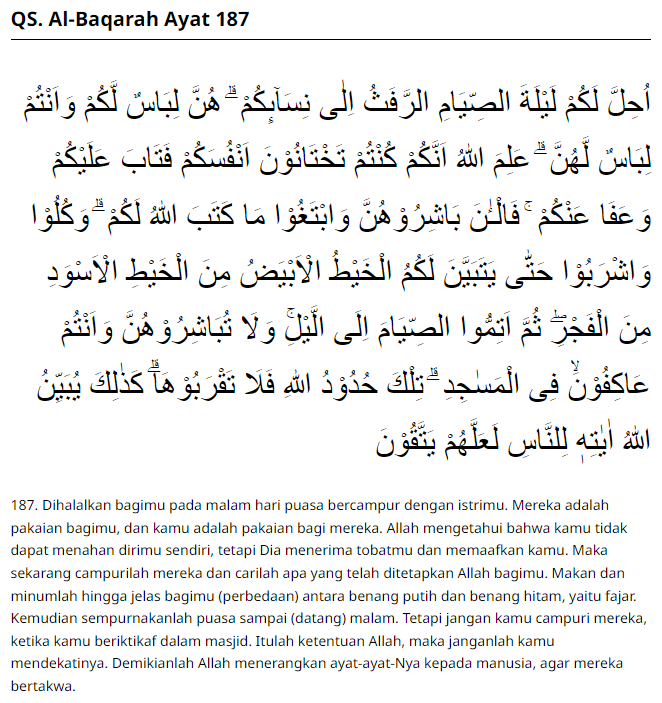 QS. Al-Baqarah Ayat 187
اُحِلَّ لَكُمْ لَيْلَةَ الصِّيَامِ الرَّفَثُ اِلٰى نِسَاۤىِٕكُمْ ۗ هُنَّ لِبَاسٌ لَّكُمْ وَاَنْتُمْ
لِبَاسٌ لَّهُنَّ ۗ عَلِمَ اللّٰهُ اَنَّكُمْ كُنْتُمْ تَخْتَانُوْنَ اَنْفُسَكُمْ فَتَابَ عَلَيْكُمْ
وَعَفَا عَنْكُمْ ۚ فَالْـٰٔنَ بَاشِرُوْهُنَّ وَابْتَغُوْا مَا كَتَبَ اللّٰهُ لَكُمْ ۗ وَكُلُوْا
وَاشْرَبُوْا حَتّٰى يَتَبَيَّنَ لَكُمُ الْخَيْطُ الْاَبْيَضُ مِنَ الْخَيْطِ الْاَسْوَدِ
مِنَ الْفَجْرِۖ ثُمَّ اَتِمُّوا الصِّيَامَ اِلَى الَّيْلِۚ وَلَا تُبَاشِرُوْهُنَّ وَاَنْتُمْ
عَاكِفُوْنَۙ فِى الْمَسٰجِدِ ۗ تِلْكَ حُدُوْدُ اللّٰهِ فَلَا تَقْرَبُوْهَاۗ كَذٰلِكَ يُبَيِّنُ
اللّٰهُ اٰيٰتِهٖ لِلنَّاسِ لَعَلَّهُمْ يَتَّقُوْنَ
187. Dihalalkan bagimu pada malam hari puasa bercampur dengan istrimu. Mereka adalah
pakaian bagimu, dan kamu adalah pakaian bagi mereka. Allah mengetahui bahwa kamu tidak
dapat menahan dirimu sendiri, tetapi Dia menerima tobatmu dan memaafkan kamu. Maka
sekarang campurilah mereka dan carilah apa yang telah ditetapkan Allah bagimu. Makan dan
minumlah hingga jelas bagimu (perbedaan) antara benang putih dan benang hitam, yaitu fajar.
Kemudian sempurnakanlah puasa sampai (datang) malam. Tetapi jangan kamu campuri mereka,
ketika kamu beriktikaf dalam masjid. Itulah ketentuan Allah, maka janganlah kamu
mendekatinya. Demikianlah Allah menerangkan ayat-ayat-Nya kepada manusia, agar mereka
bertakwa.